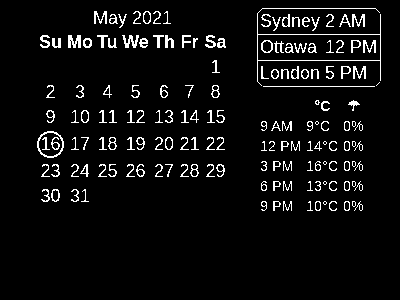 May 2021
Su Mo Tu We Th Fr Sa
1
2 3 4 5 6 7 8
9 10 11 12 13 14 15
16 17 18 19 20 21 22
23 24 25 26 27 28 29
30 31
Sydney 2 AM
Ottawa 12 PM
London 5 PM
°C ☂
9 AM 9°C 0%
12 PM 14°C 0%
3 PM 16°C 0%
6 PM 13°C 0%
9 PM 10°C 0%